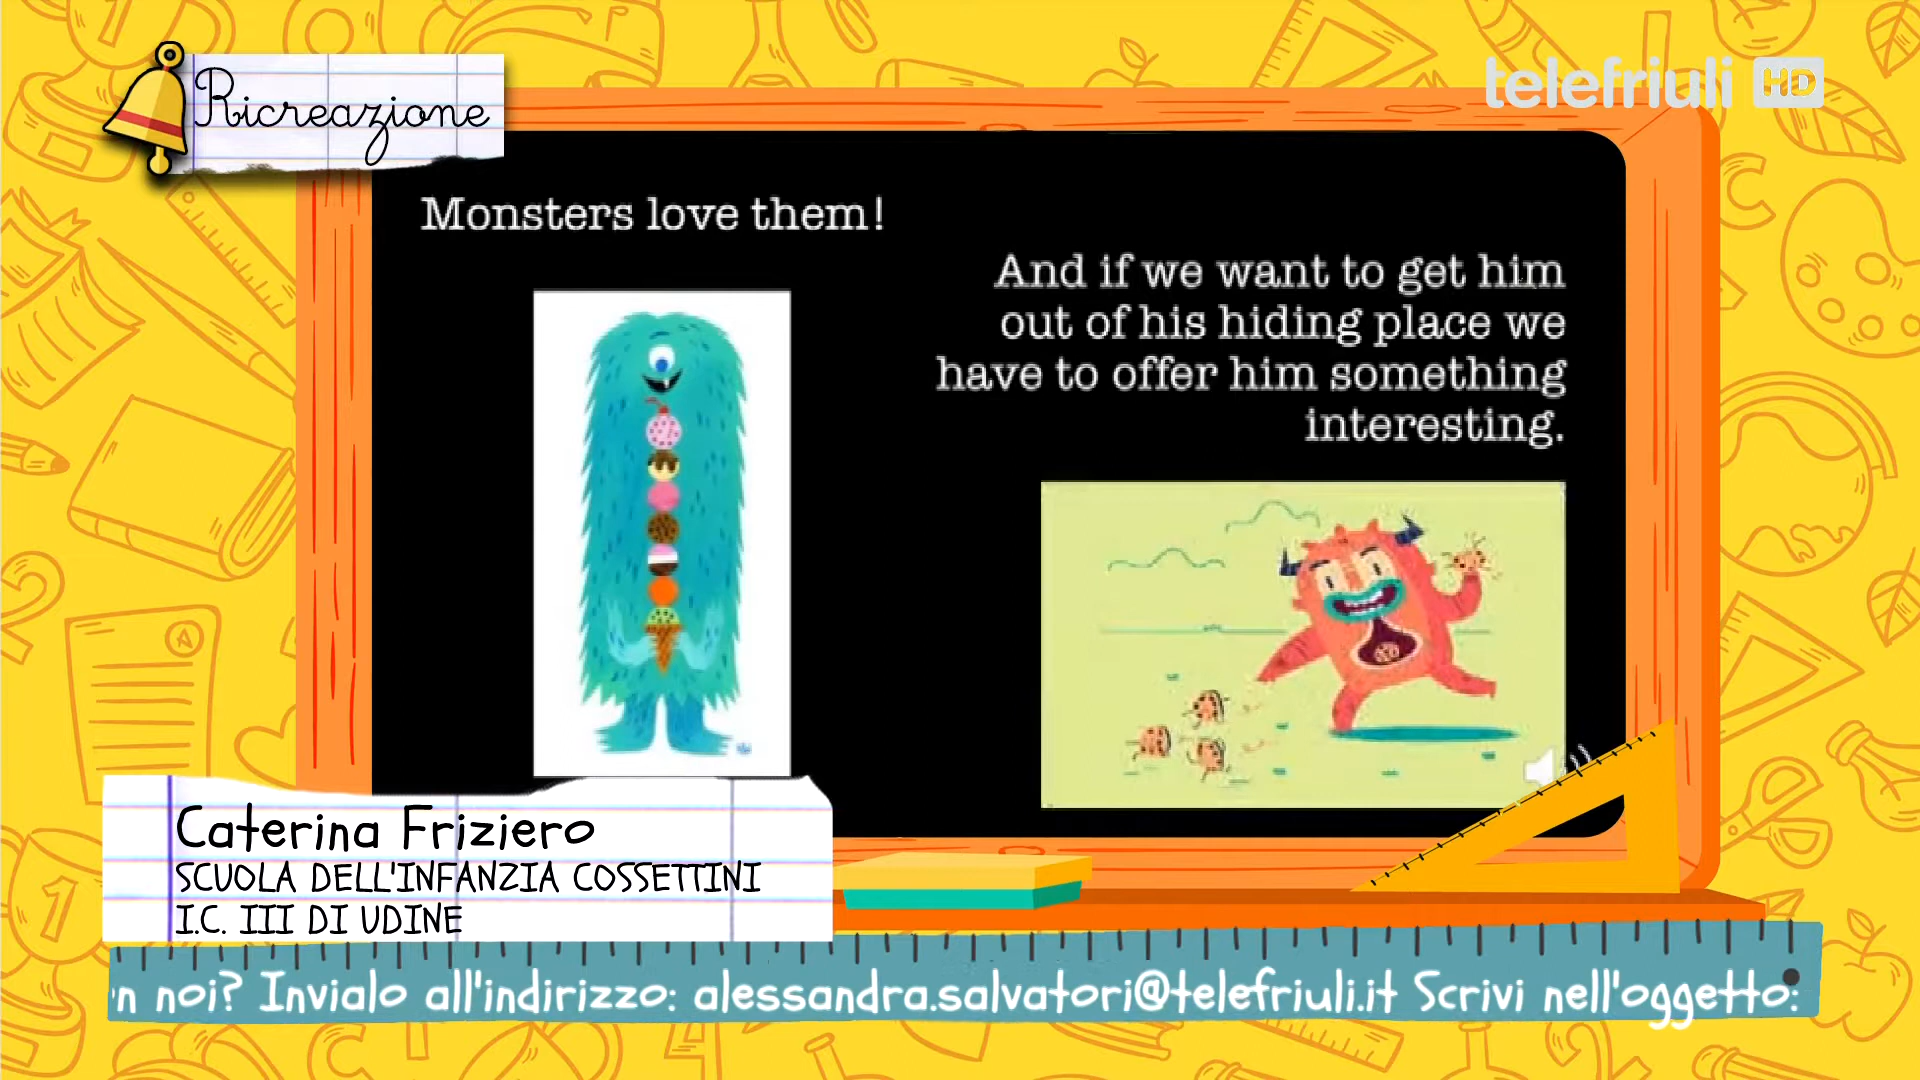 Ricreazione
telefriuli HD
Monsters love them!
And if we want to get him
out of his hiding place we
have to offer him something
interesting.
Caterina Friziero
SCUOLA DELL'INFANZIA COSSETTINI
I.C. III DI UDINE
n noi? Invialo all'indirizzo: alessandra.salvatori@telefriuli.it Scrivi nell'oggetto: